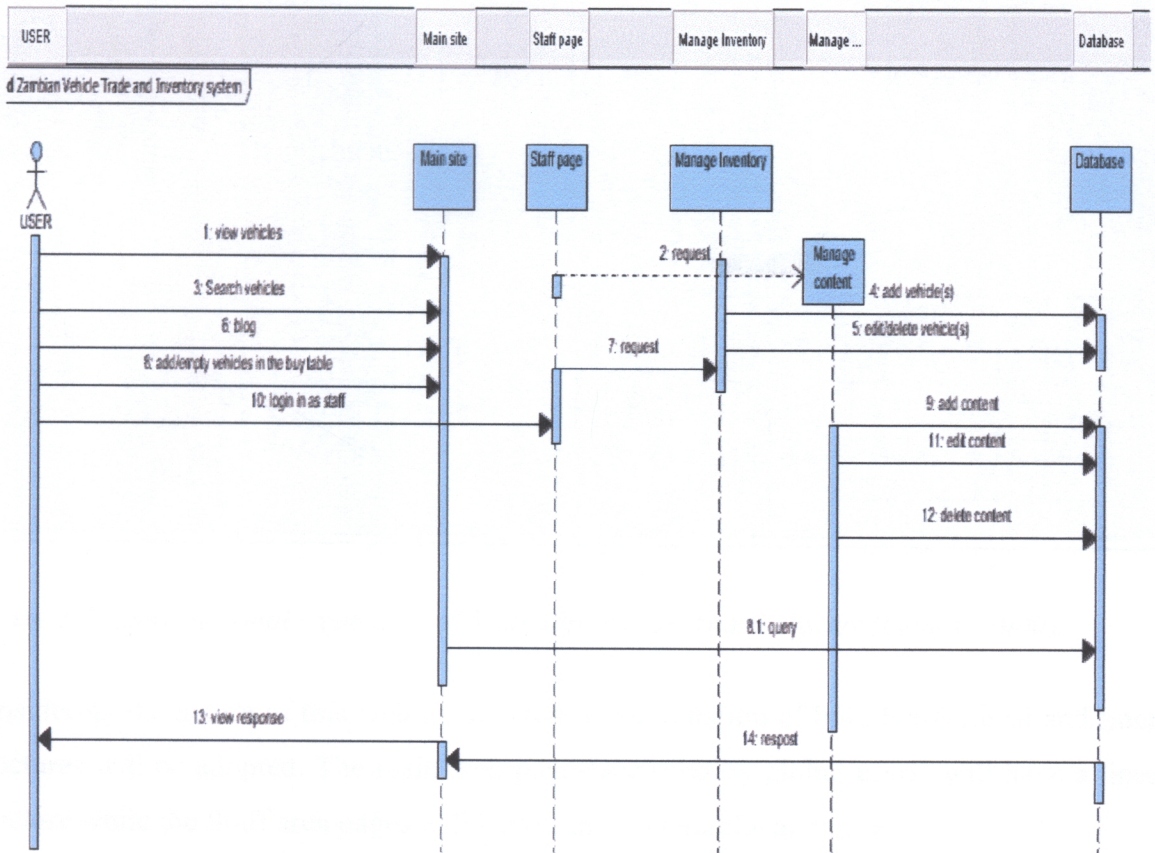 USER
Main site
Staff page
Manage Inventory
Manage ...
Database
d Zambian Vehicle Trade and Inventory system
Main site
Staff page
Manage Inventory
Database
USER
1: view vehicles
2: request
Manage
content
3: Search vehicles
4: add vehicle(s)
6: blog
5: edit/delete vehicle(s)
7: request
8: add/empty vehicles in the buy table
10: login in as staff
9: add content
11: edit content
12: delete content
8.1: query
13: view response
14: respost